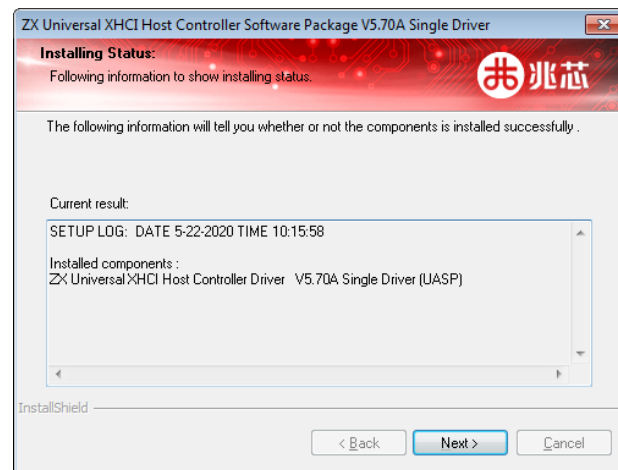 ZX Universal XHCI Host Controller Software Package V5.70A Single Driver
Installing Status:
Following information to show installing status.
兆芯
The following information will tell you whether or not the components is installed successfully .
Current result:
SETUP LOG: DATE 5-22-2020 TIME 10:15:58
Installed components :
ZX Universal XHCI Host Controller Driver V5.70A Single Driver (UASP)
InstallShield
< Back
Next >
Cancel